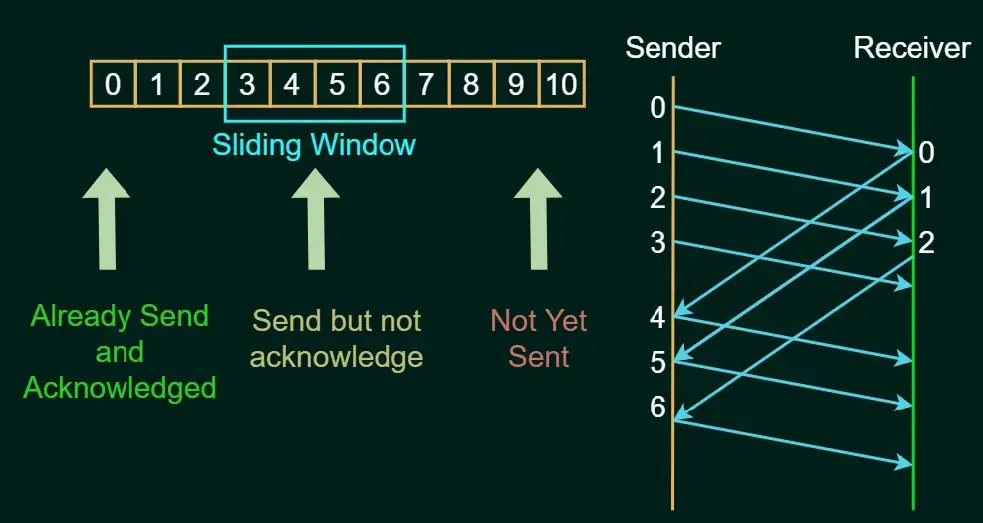 0 1 2 3 4 5 6 7 8 9 10
Sliding Window
Already Send
and
Acknowledged
Send but not
acknowledge
Not Yet
Sent
Sender
Receiver
0
1
2
3
4
5
6
0
1
2